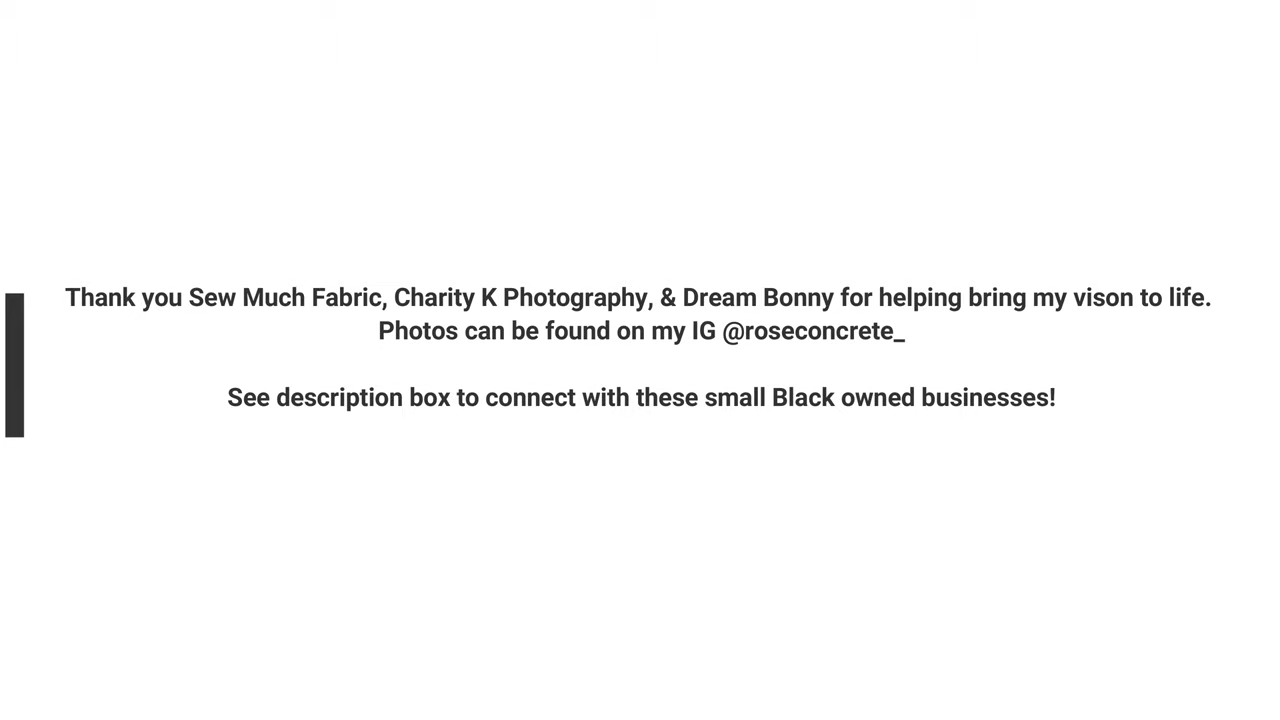 Thank you Sew Much Fabric, Charity K Photography, & Dream Bonny for helping bring my vison to life.
Photos can be found on my IG @roseconcrete_
See description box to connect with these small Black owned businesses!